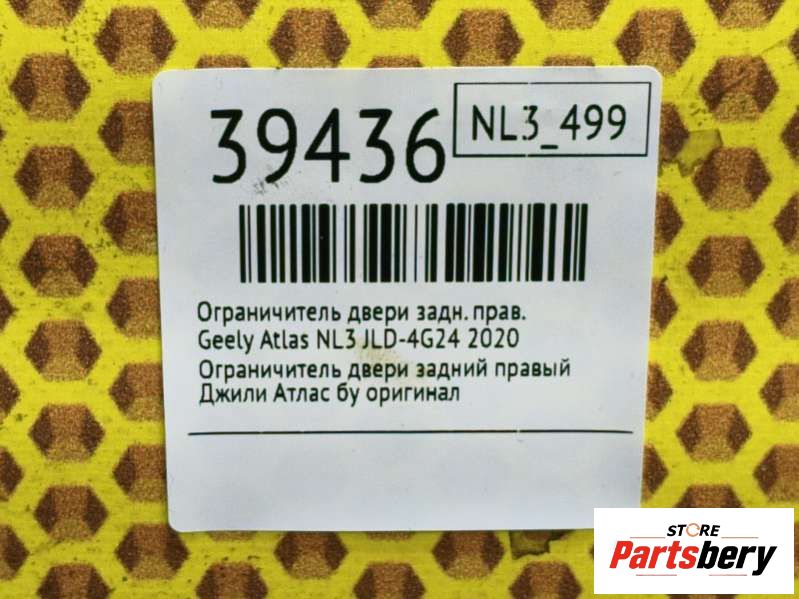 39436
NL3_499
Ограничитель двери задн. прав.
Geely Atlas NL3 JLD-4G24 2020
Ограничитель двери задний правый
Джили Атлас бу оригинал
STORE
Partsbery